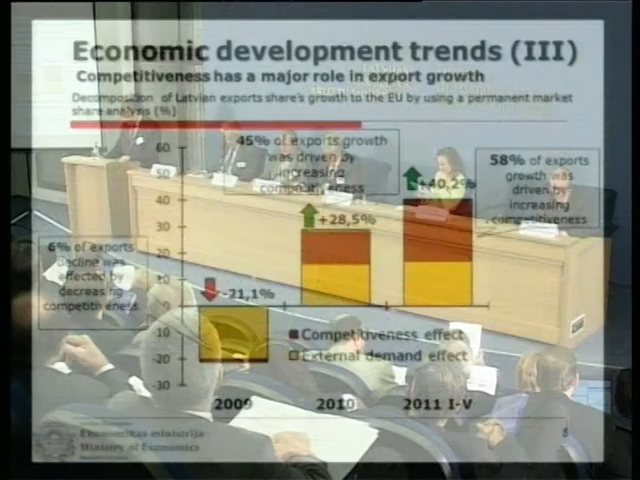 Economic development trends (III)
Competitiveness has a major role in export growth
Decomposition of Latvian exports share's growth to the EU by using a permanent market
share analysis (%)
45% of exports growth
was driven by
increasing
competitiveness
58% of exports
growth was
driven by
increasing
competitiveness
6% of exports
decline was
effected by
decreasing
competitiveness
60
50
40
30
20
10
0
-10
-20
-30
-21,1%
+28,5%
+40,2%
Competitiveness effect
External demand effect
2009
2010
2011 I-V
Ekonomikas ministrija
Ministry of Economics